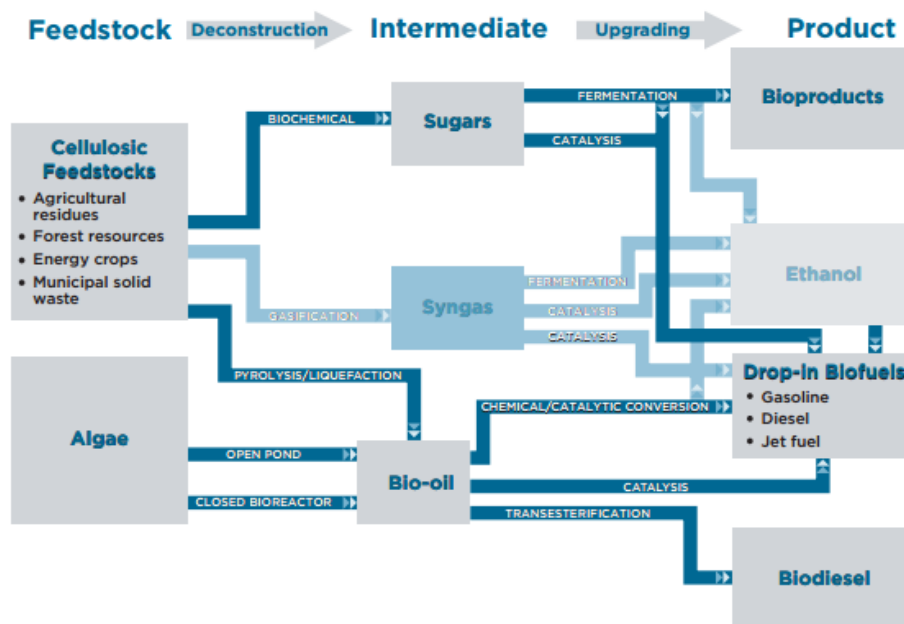 Feedstock
Deconstruction
Intermediate
Upgrading
Product
Cellulosic
Feedstocks
• Agricultural
residues
• Forest resources
• Energy crops
• Municipal solid
waste
Algae
BIOCHEMICAL
GASIFICATION
PYROLYSIS/LIQUEFACTION
OPEN POND
CLOSED BIOREACTOR
Sugars
Syngas
Bio-oil
FERMENTATION
CATALYSIS
FERMENTATION
CATALYSIS
CATALYSIS
CHEMICAL/CATALYTIC CONVERSION
CATALYSIS
TRANSESTERIFICATION
Bioproducts
Ethanol
Drop-in Biofuels
• Gasoline
• Diesel
• Jet fuel
Biodiesel